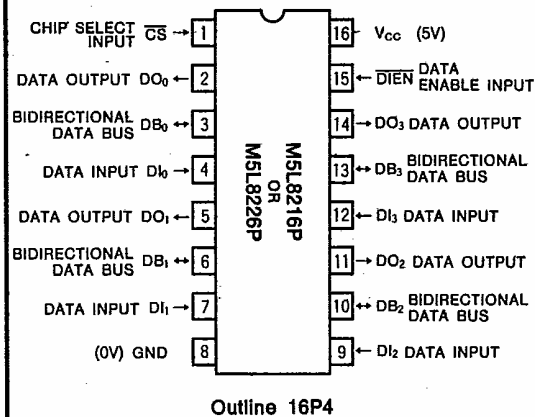 CHIP SELECT
INPUT C̅S̅ → 1
DATA OUTPUT DO₀ ← 2
BIDIRECTIONAL
DATA BUS DB₀ ↔ 3
DATA INPUT DI₀ → 4
DATA OUTPUT DO₁ ← 5
BIDIRECTIONAL
DATA BUS DB₁ ↔ 6
DATA INPUT DI₁ → 7
(0V) GND 8
M5L8216P
OR
M5L8226P
16 Vcc (5V)
15 ← D̅I̅E̅N̅ DATA
ENABLE INPUT
14 → DO₃ DATA OUTPUT
13 ↔ DB₃ BIDIRECTIONAL
DATA BUS
12 ← DI₃ DATA INPUT
11 → DO₂ DATA OUTPUT
10 ↔ DB₂ BIDIRECTIONAL
DATA BUS
9 ← DI₂ DATA INPUT
Outline 16P4